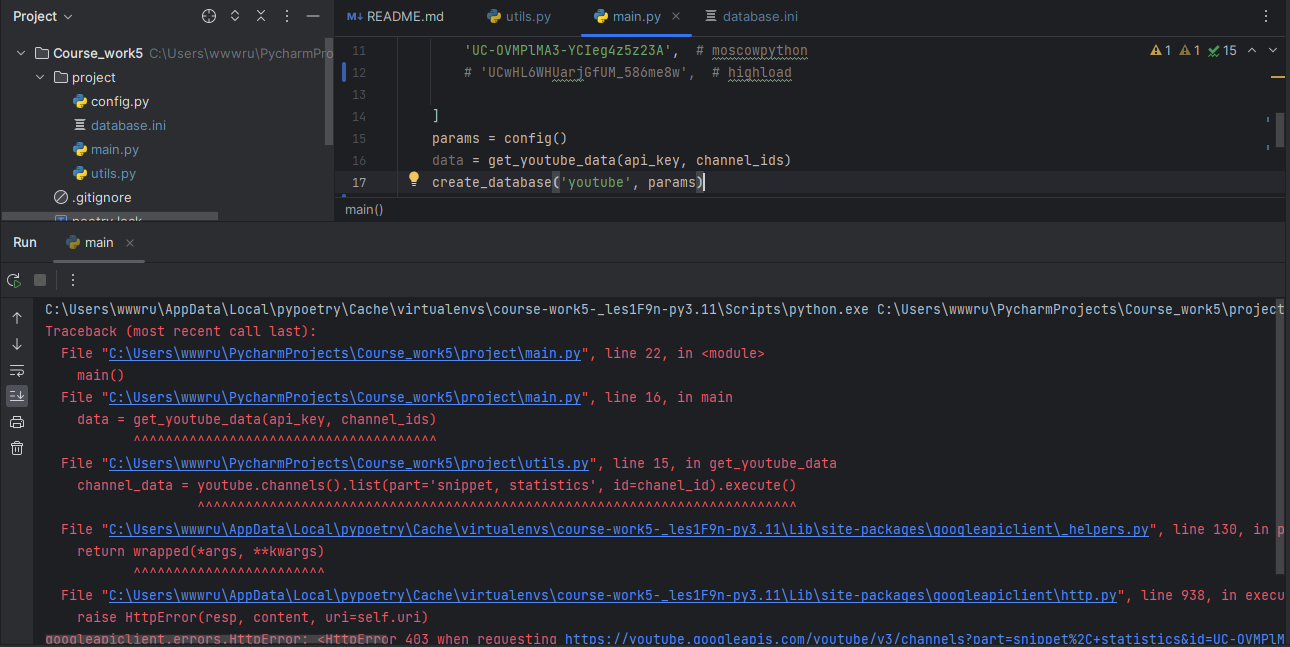 Project
README.md
utils.py
main.py
database.ini
Course_work5 C:\Users\wwwru\PycharmPro
project
config.py
database.ini
main.py
utils.py
.gitignore
poetry.lock
11 'UC-OVMPlMA3-YCIeg4z5z23A', # moscowpython
12 # 'UCwHL6WHUarjGfUM_586me8w', # highload
13
14 ]
15 params = config()
16 data = get_youtube_data(api_key, channel_ids)
17 create_database('youtube', params)
1 1 15
main()
Run main
C:\Users\wwwru\AppData\Local\pypoetry\Cache\virtualenvs\course-work5-_les1F9n-py3.11\Scripts\python.exe C:\Users\wwwru\PycharmProjects\Course_work5\project
Traceback (most recent call last):
File "C:\Users\wwwru\PycharmProjects\Course_work5\project\main.py", line 22, in <module>
main()
File "C:\Users\wwwru\PycharmProjects\Course_work5\project\main.py", line 16, in main
data = get_youtube_data(api_key, channel_ids)
^^^^^^^^^^^^^^^^^^^^^^^^^^^^^^^^^^^^^^
File "C:\Users\wwwru\PycharmProjects\Course_work5\project\utils.py", line 15, in get_youtube_data
channel_data = youtube.channels().list(part='snippet, statistics', id=chanel_id).execute()
^^^^^^^^^^^^^^^^^^^^^^^^^^^^^^^^^^^^^^^^^^^^^^^^^^^^^^^^^^^^^^^^^^^^^^^^^^^
File "C:\Users\wwwru\AppData\Local\pypoetry\Cache\virtualenvs\course-work5-_les1F9n-py3.11\Lib\site-packages\googleapiclient\_helpers.py", line 130, in p
return wrapped(*args, **kwargs)
^^^^^^^^^^^^^^^^^^^^^^^^
File "C:\Users\wwwru\AppData\Local\pypoetry\Cache\virtualenvs\course-work5-_les1F9n-py3.11\Lib\site-packages\googleapiclient\http.py", line 938, in execu
raise HttpError(resp, content, uri=self.uri)
googleapiclient.errors.HttpError: <HttpError 403 when requesting https://youtube.googleapis.com/youtube/v3/channels?part=snippet%2C+statistics&id=UC-OVMPlM